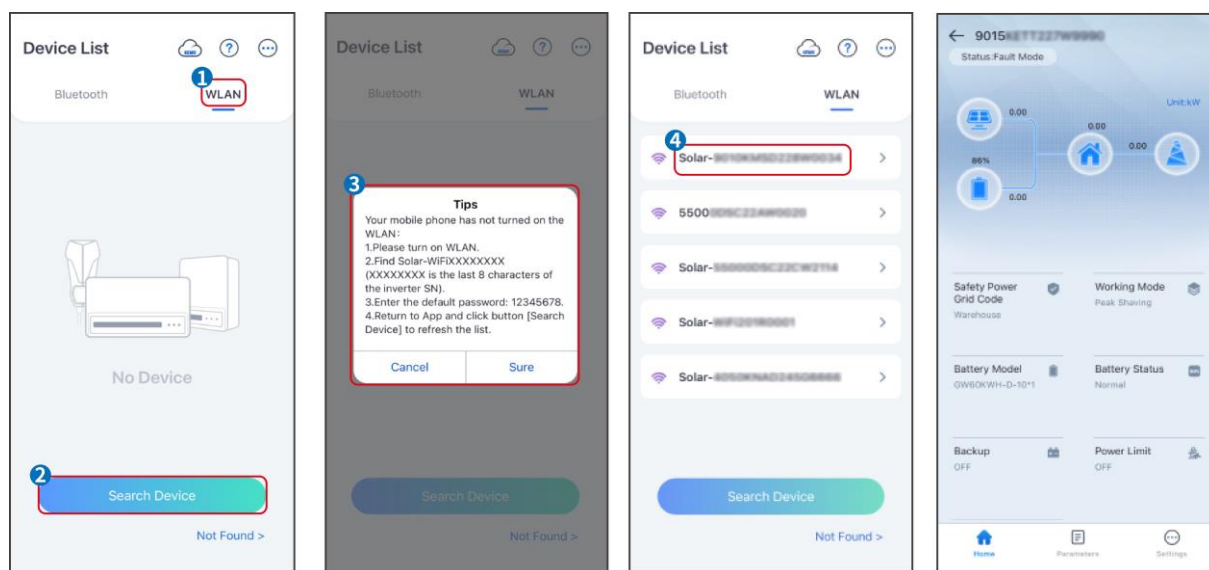 Device List
Bluetooth
1
WLAN
No Device
2
Search Device
Not Found >
Device List
Bluetooth
WLAN
3
Tips
Your mobile phone has not turned on the
WLAN:
1.Please turn on WLAN.
2.Find Solar-WiFiXXXXXXXX
(XXXXXXXX is the last 8 characters of
the inverter SN).
3.Enter the default password: 12345678.
4.Return to App and click button [Search
Device] to refresh the list.
Cancel
Sure
Search Device
Not Found >
Device List
Bluetooth
WLAN
4
Solar-
5500
Solar-
Solar-
Solar-
Search Device
Not Found >
9015
Status:Fault Mode
Unit:kW
0.00
0.00
0.00
86%
0.00
Safety Power
Grid Code
Warehouse
Working Mode
Peak Shaving
Battery Model
GW60KWH-D-10*1
Battery Status
Normal
Backup
OFF
Power Limit
OFF
Home
Parameters
Settings